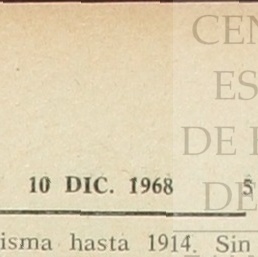 CEN
ES
DE
10 DIC. 1968 5
DE
isma hasta 1914. Sin